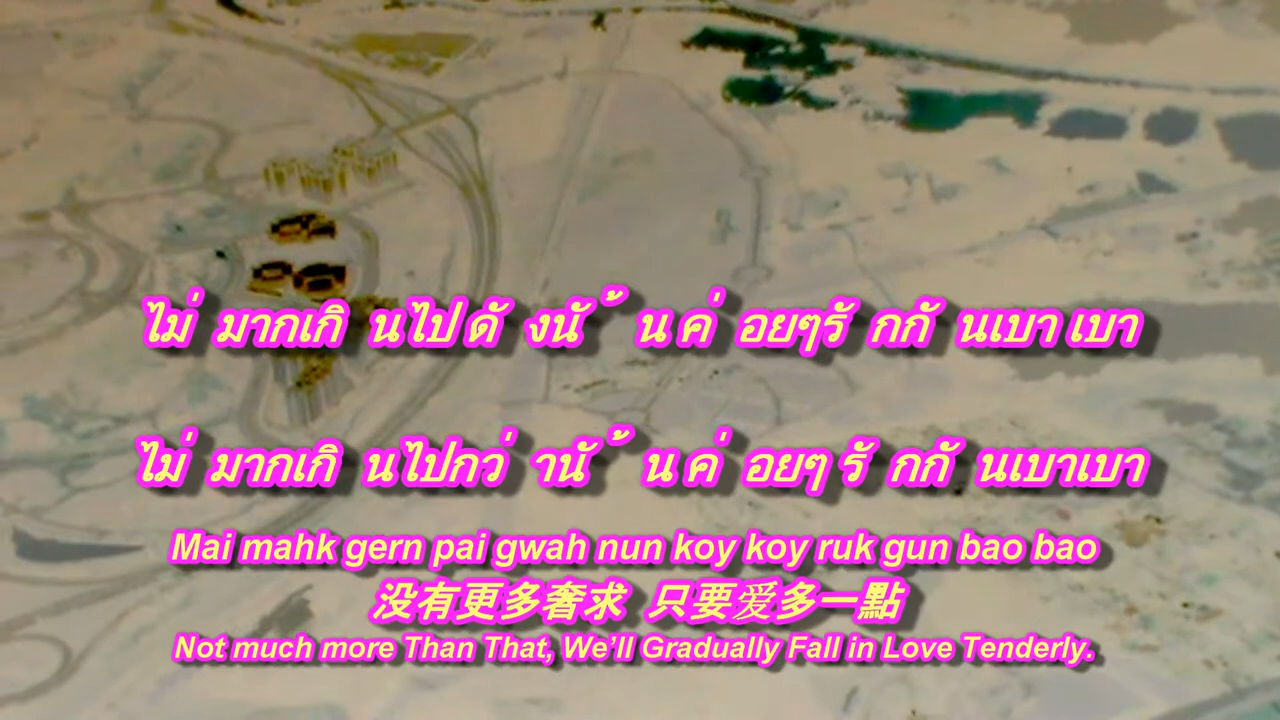 ไม่ มากเกิ นไป ดั งนั ้ น ค่ อยๆรั กกั นเบา เบา
ไม่ มากเกิ นไปกว่ านั ้ น ค่ อยๆ รั กกั นเบาเบา
Mai mahk gern pai gwah nun koy koy ruk gun bao bao
没有更多奢求 只要爱多一點
Not much more Than That, We’ll Gradually Fall in Love Tenderly.